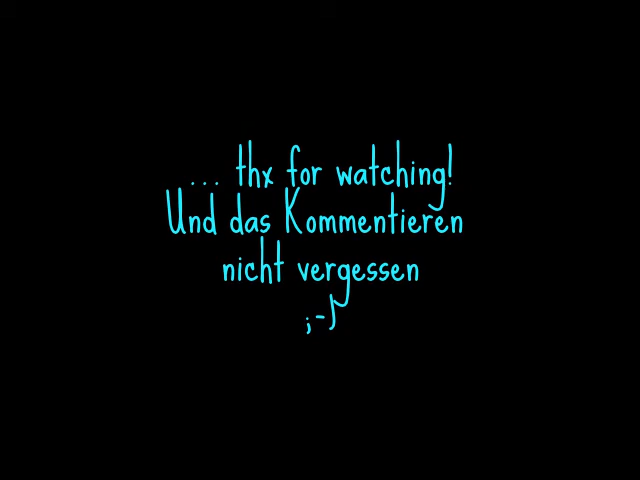 ... thx for watching!
Und das Kommentieren
nicht vergessen
;-)